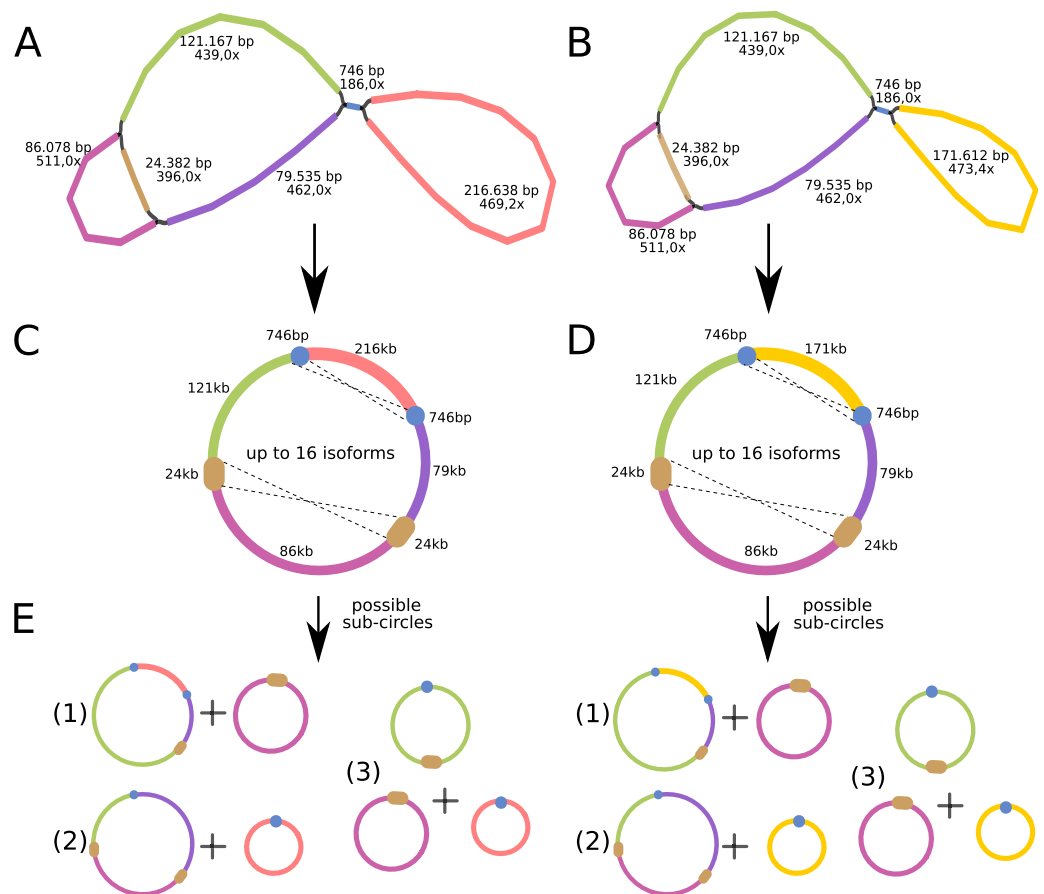 A
121.167 bp
439,0x
746 bp
186,0x
86.078 bp
511,0x
24.382 bp
396,0x
79.535 bp
462,0x
216.638 bp
469,2x
B
121.167 bp
439,0x
746 bp
186,0x
24.382 bp
396,0x
171.612 bp
473,4x
79.535 bp
462,0x
86.078 bp
511,0x
C
746bp
216kb
121kb
746bp
up to 16 isoforms
24kb
79kb
24kb
86kb
D
746bp
171kb
121kb
746bp
up to 16 isoforms
24kb
79kb
24kb
86kb
E
possible
sub-circles
(1)
+
(2)
+
(3)
+
possible
sub-circles
(1)
+
(2)
+
(3)
+